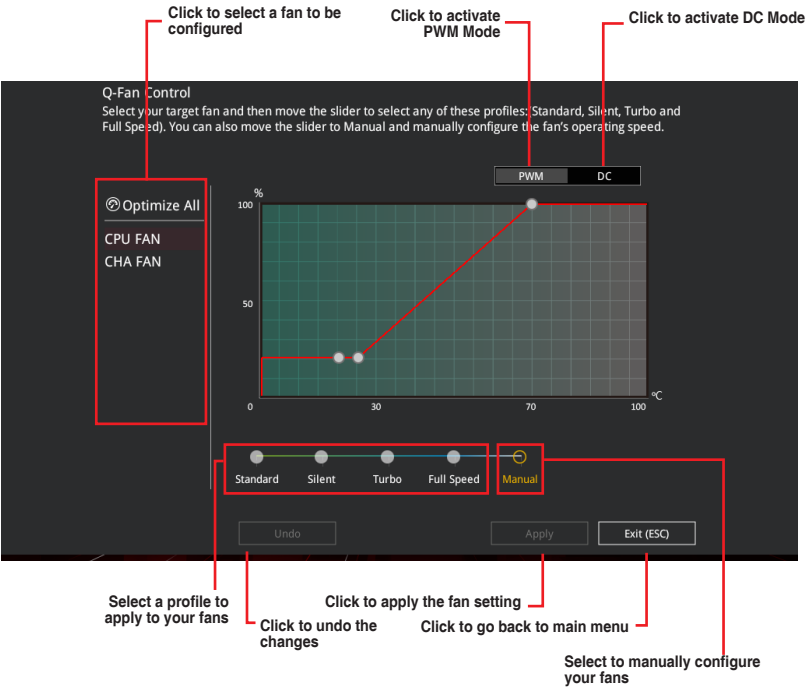 Click to select a fan to be
configured
Click to activate
PWM Mode
Click to activate DC Mode
Q-Fan Control
Select your target fan and then move the slider to select any of these profiles:(Standard, Silent, Turbo and
Full Speed). You can also move the slider to Manual and manually configure the fan's operating speed.
PWM
DC
Optimize All
CPU FAN
CHA FAN
%
100
50
0
30
70
100
°C
Standard
Silent
Turbo
Full Speed
Manual
Undo
Apply
Exit (ESC)
Select a profile to
apply to your fans
Click to undo the
changes
Click to apply the fan setting
Click to go back to main menu
Select to manually configure
your fans